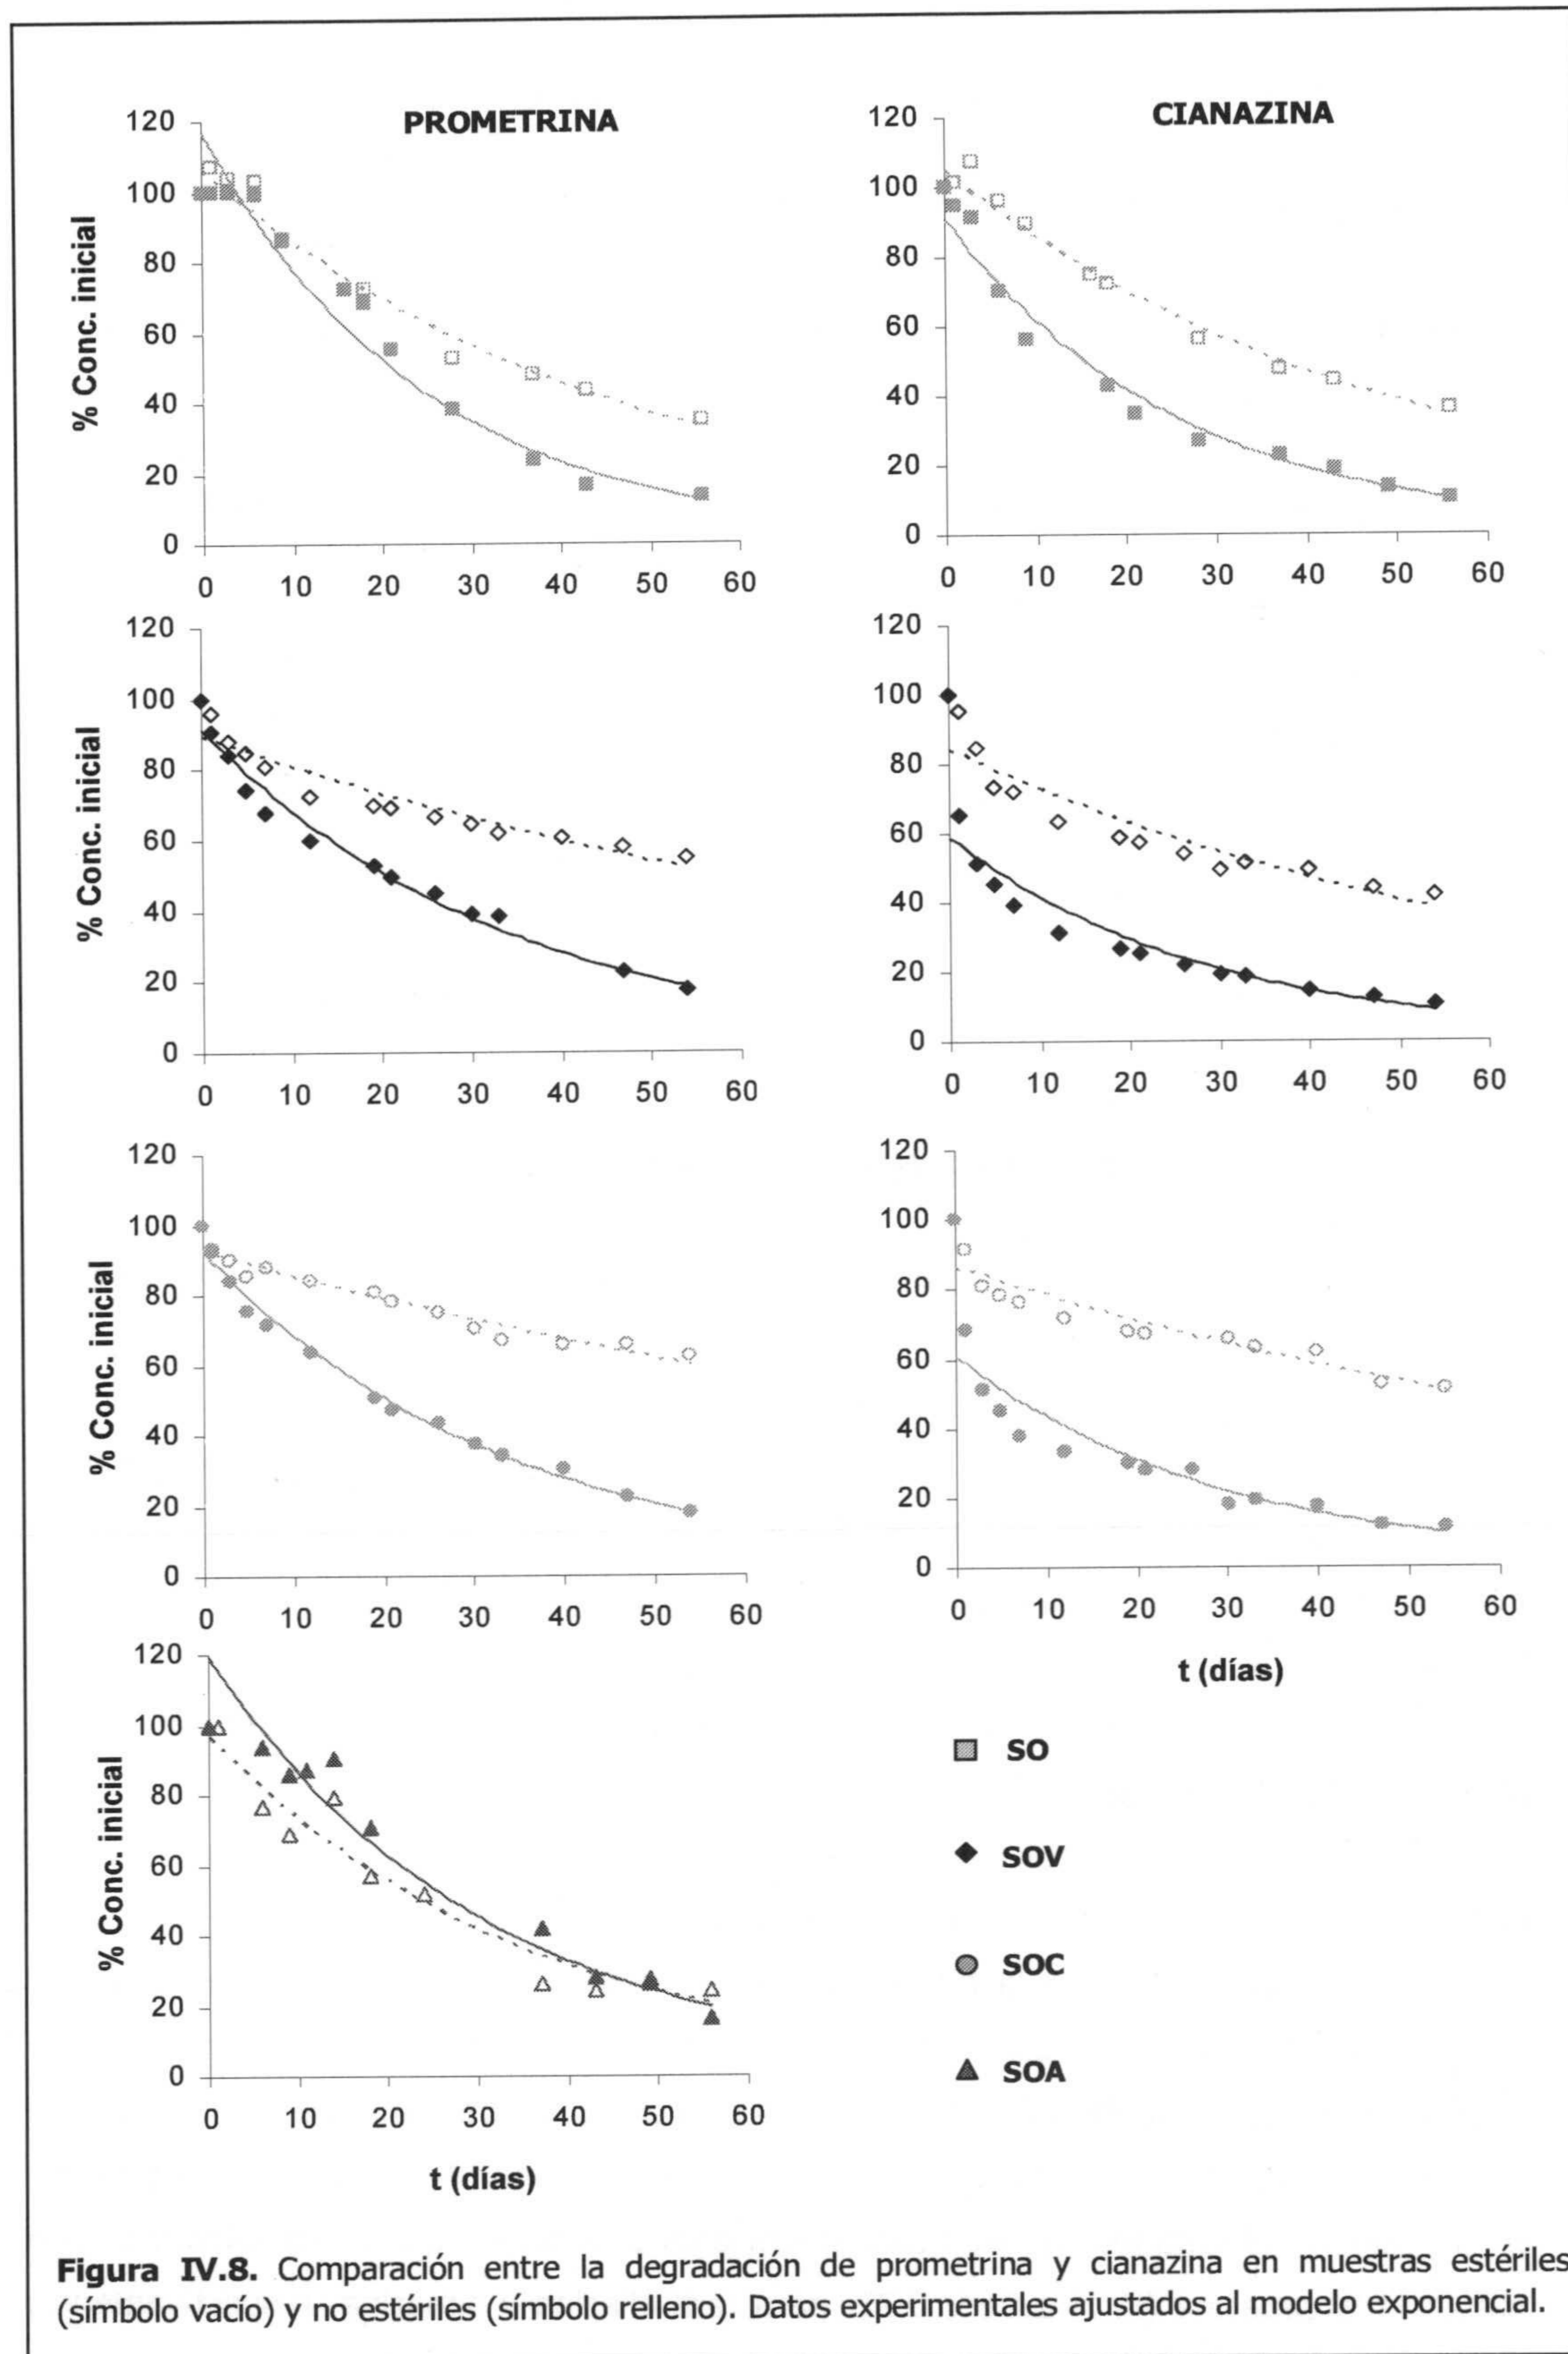 PROMETRINA
120
100
80
60
40
20
0
% Conc. inicial
0 10 20 30 40 50 60
CIANAZINA
120
100
80
60
40
20
0
0 10 20 30 40 50 60
120
100
80
60
40
20
0
% Conc. inicial
0 10 20 30 40 50 60
120
100
80
60
40
20
0
0 10 20 30 40 50 60
120
100
80
60
40
20
0
% Conc. inicial
0 10 20 30 40 50 60
120
100
80
60
40
20
0
0 10 20 30 40 50 60
t (días)
120
100
80
60
40
20
0
% Conc. inicial
0 10 20 30 40 50 60
t (días)
SO
SOV
SOC
SOA
Figura IV.8. Comparación entre la degradación de prometrina y cianazina en muestras estériles
(símbolo vacío) y no estériles (símbolo relleno). Datos experimentales ajustados al modelo exponencial.